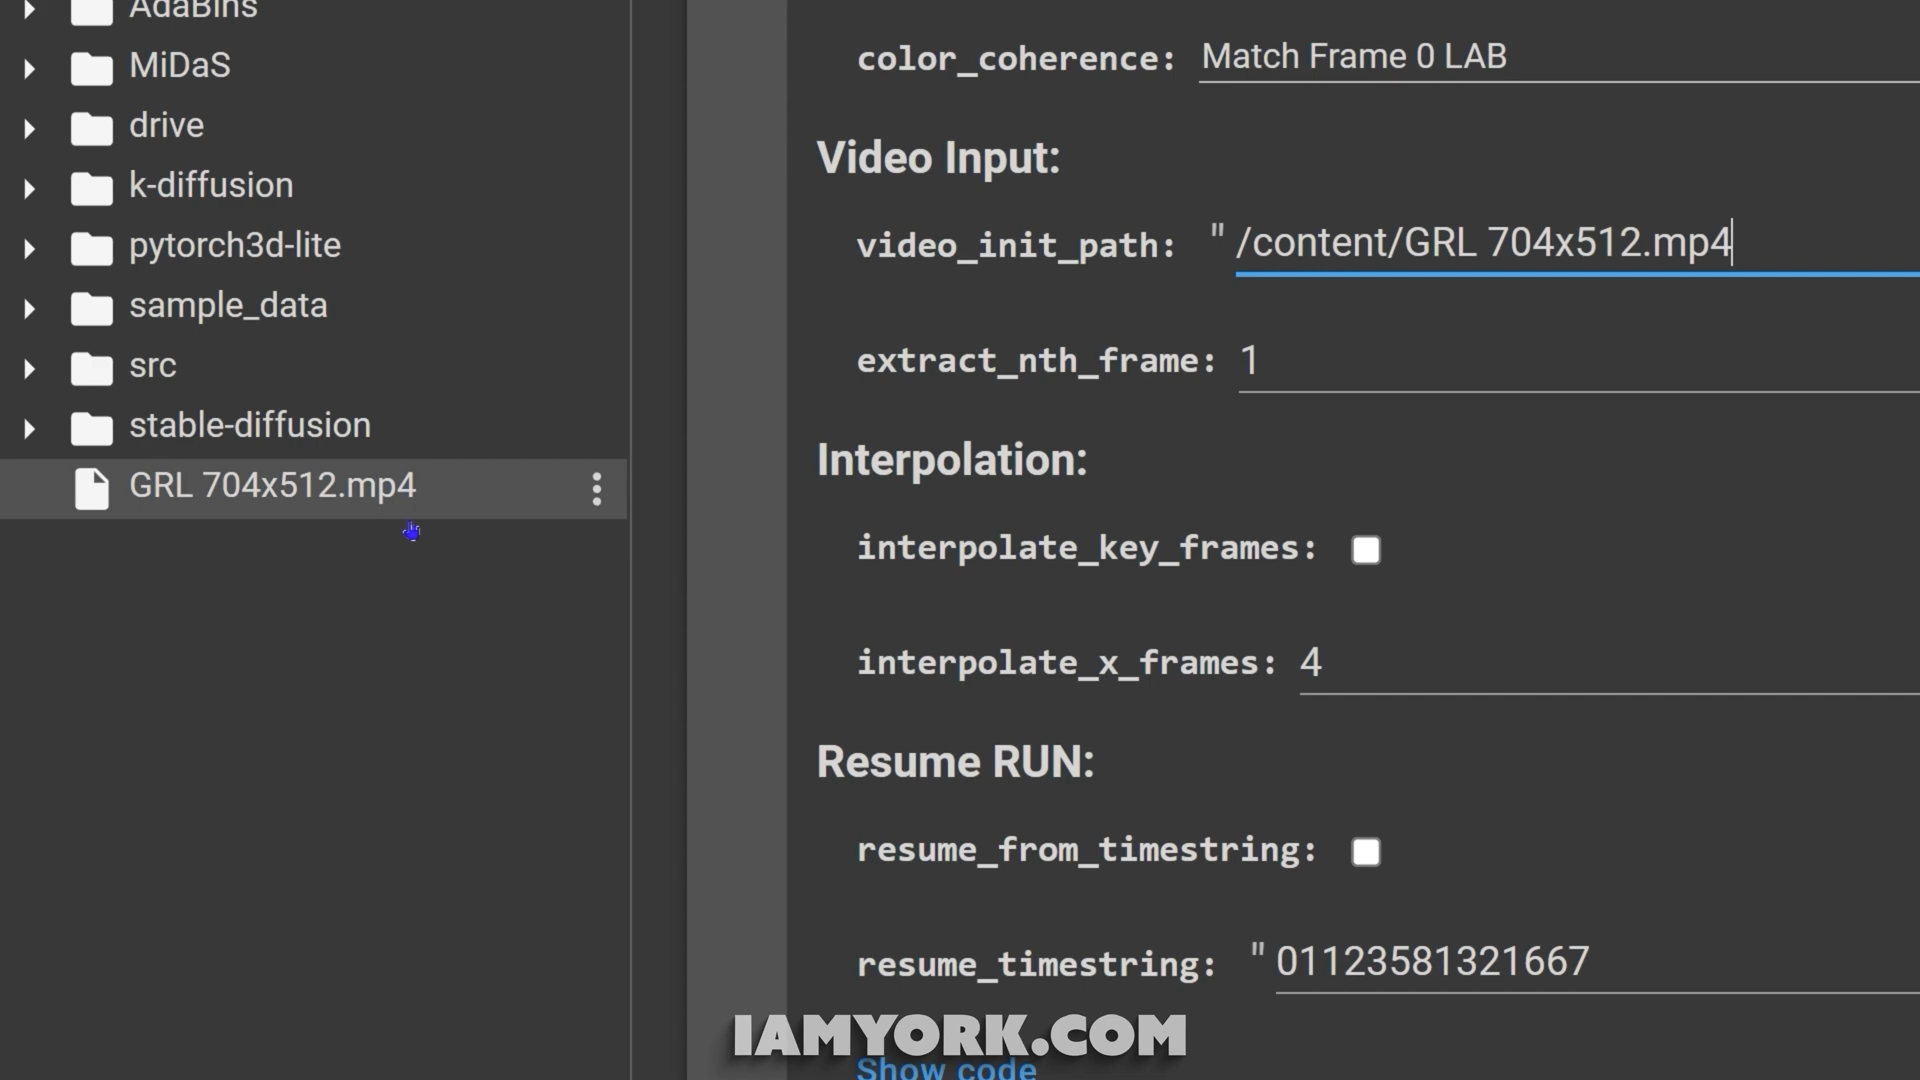 AdaBins
MiDaS
drive
k-diffusion
pytorch3d-lite
sample_data
src
stable-diffusion
GRL 704x512.mp4
color_coherence: Match Frame 0 LAB
Video Input:
video_init_path: "/content/GRL 704x512.mp4
extract_nth_frame: 1
Interpolation:
interpolate_key_frames:
interpolate_x_frames: 4
Resume RUN:
resume_from_timestring:
resume_timestring: "01123581321667
IAMYORK.COM
Show code